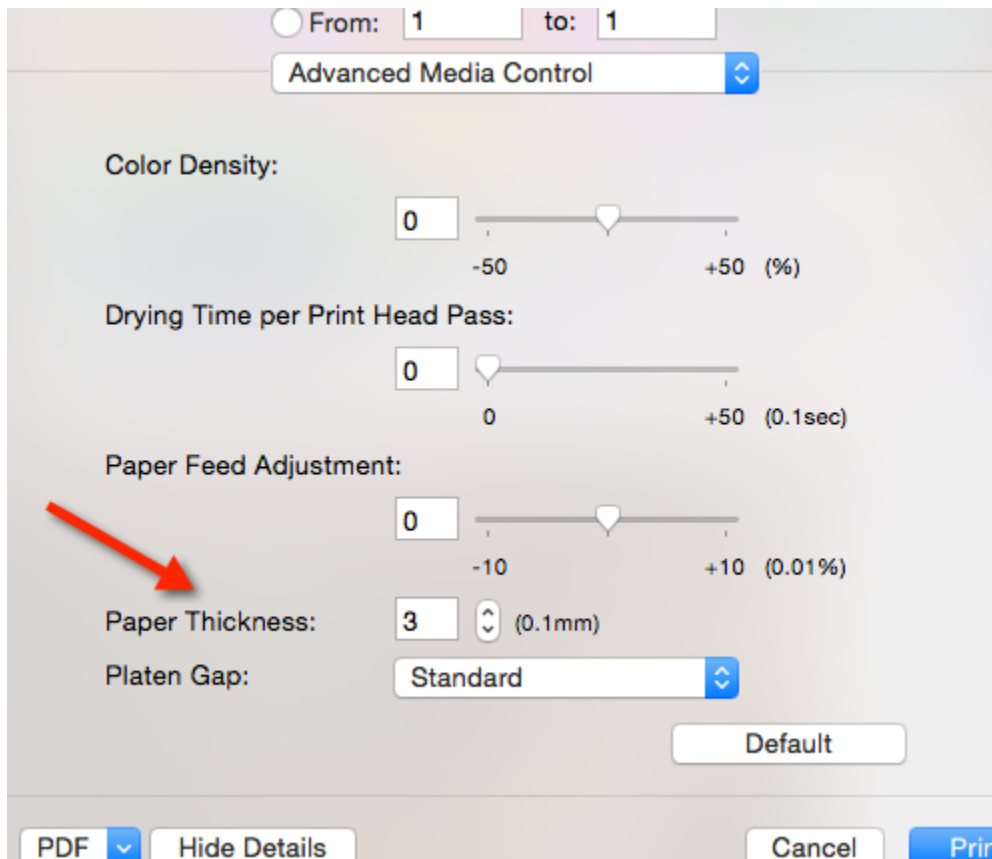 From: 1 to: 1
Advanced Media Control
Color Density:
0
-50 +50 (%)
Drying Time per Print Head Pass:
0
0 +50 (0.1sec)
Paper Feed Adjustment:
0
-10 +10 (0.01%)
Paper Thickness: 3 (0.1mm)
Platen Gap: Standard
Default
PDF Hide Details Cancel